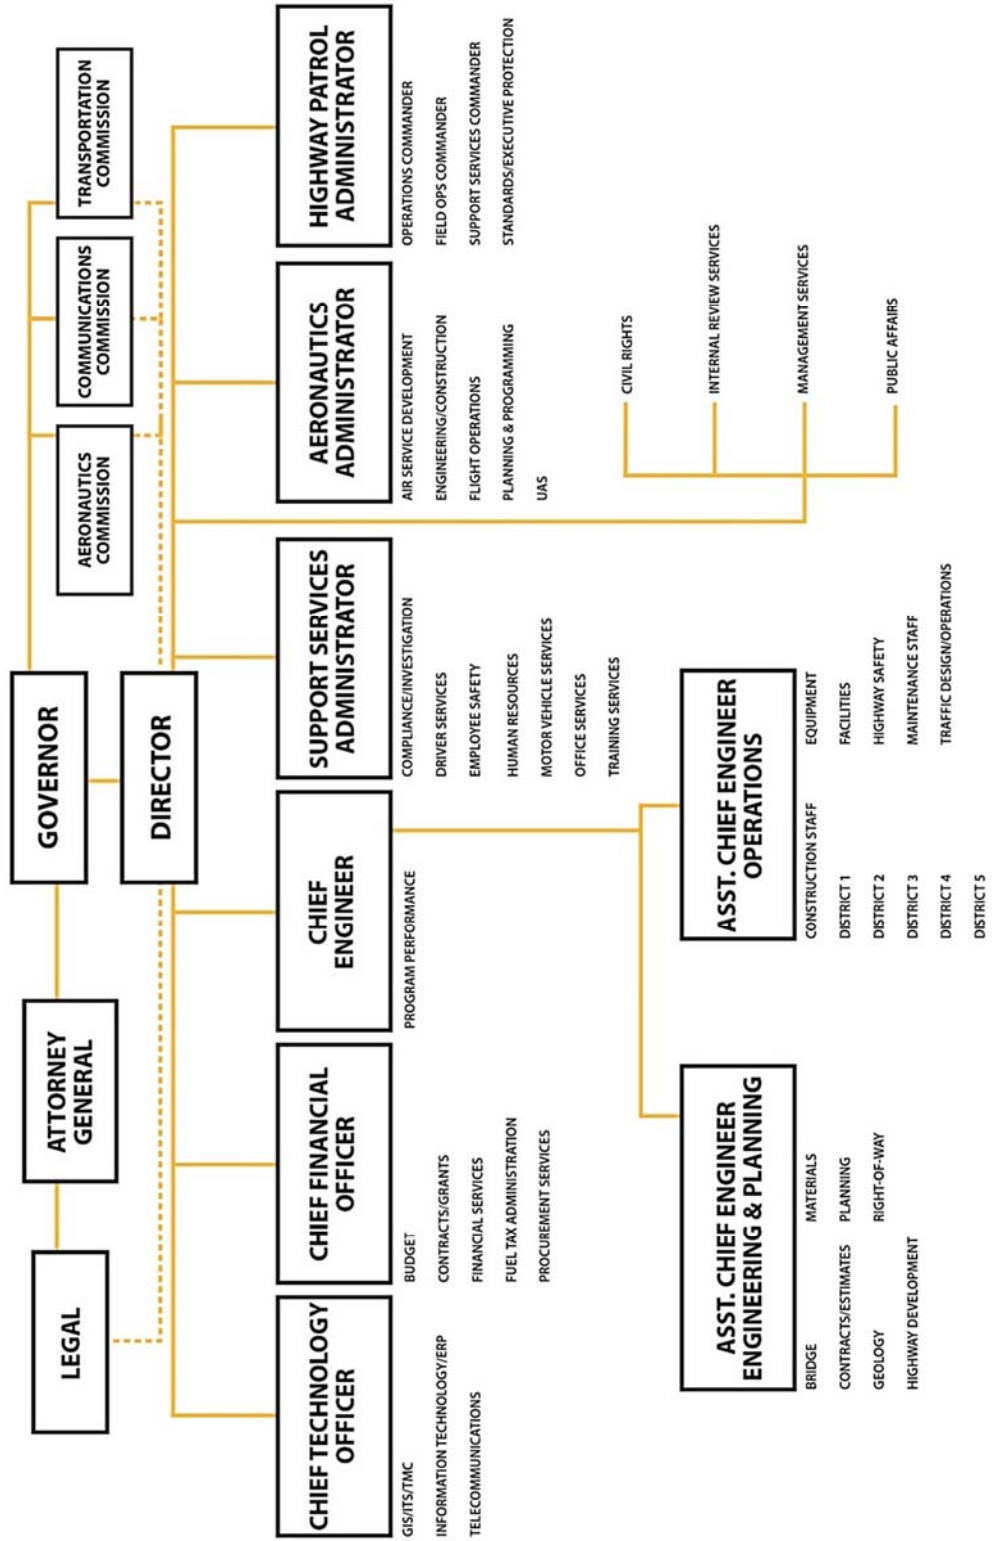 GOVERNOR
ATTORNEY
GENERAL
LEGAL
AERONAUTICS
COMMISSION
COMMUNICATIONS
COMMISSION
TRANSPORTATION
COMMISSION
DIRECTOR
CHIEF TECHNOLOGY
OFFICER
GIS/ITS/TMC
INFORMATION TECHNOLOGY/ERP
TELECOMMUNICATIONS
CHIEF FINANCIAL
OFFICER
BUDGET
CONTRACTS/GRANTS
FINANCIAL SERVICES
FUEL TAX ADMINISTRATION
PROCUREMENT SERVICES
CHIEF
ENGINEER
PROGRAM PERFORMANCE
SUPPORT SERVICES
ADMINISTRATOR
COMPLIANCE/INVESTIGATION
DRIVER SERVICES
EMPLOYEE SAFETY
HUMAN RESOURCES
MOTOR VEHICLE SERVICES
OFFICE SERVICES
TRAINING SERVICES
AERONAUTICS
ADMINISTRATOR
AIR SERVICE DEVELOPMENT
ENGINEERING/CONSTRUCTION
FLIGHT OPERATIONS
PLANNING & PROGRAMMING
UAS
HIGHWAY PATROL
ADMINISTRATOR
OPERATIONS COMMANDER
FIELD OPS COMMANDER
SUPPORT SERVICES COMMANDER
STANDARDS/EXECUTIVE PROTECTION
CIVIL RIGHTS
INTERNAL REVIEW SERVICES
MANAGEMENT SERVICES
PUBLIC AFFAIRS
ASST. CHIEF ENGINEER
ENGINEERING & PLANNING
BRIDGE
CONTRACTS/ESTIMATES
GEOLOGY
HIGHWAY DEVELOPMENT
MATERIALS
PLANNING
RIGHT-OF-WAY
ASST. CHIEF ENGINEER
OPERATIONS
CONSTRUCTION STAFF
DISTRICT 1
DISTRICT 2
DISTRICT 3
DISTRICT 4
DISTRICT 5
EQUIPMENT
FACILITIES
HIGHWAY SAFETY
MAINTENANCE STAFF
TRAFFIC DESIGN/OPERATIONS